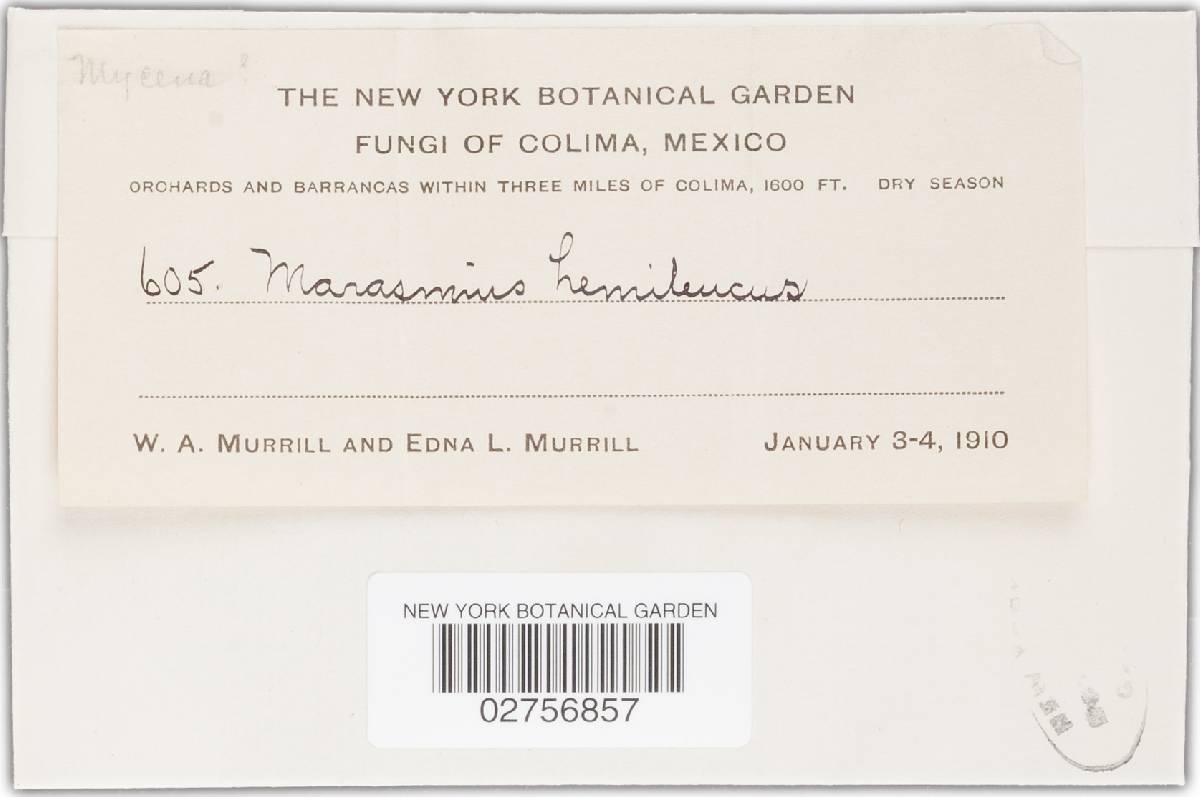 Mycena?
THE NEW YORK BOTANICAL GARDEN
FUNGI OF COLIMA, MEXICO
ORCHARDS AND BARRANCAS WITHIN THREE MILES OF COLIMA, 1600 FT. DRY SEASON
605. Marasmius hemileucus
W. A. MURRILL AND EDNA L. MURRILL JANUARY 3-4, 1910
NEW YORK BOTANICAL GARDEN
02756857